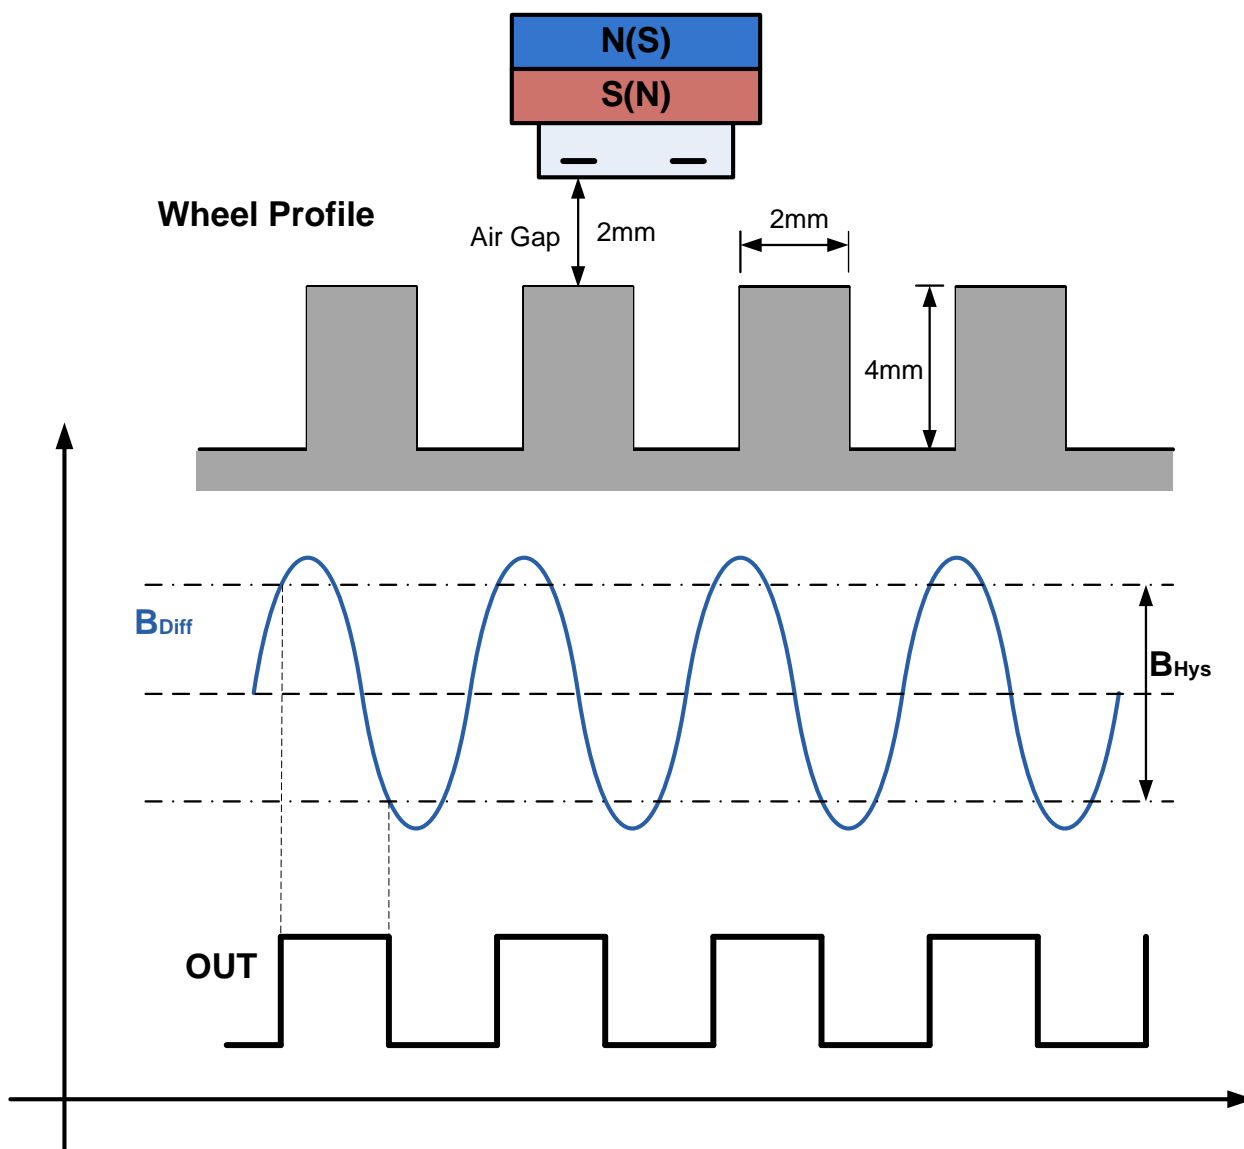 N(S)
S(N)
Wheel Profile
Air Gap
2mm
2mm
4mm
BDiff
BHys
OUT